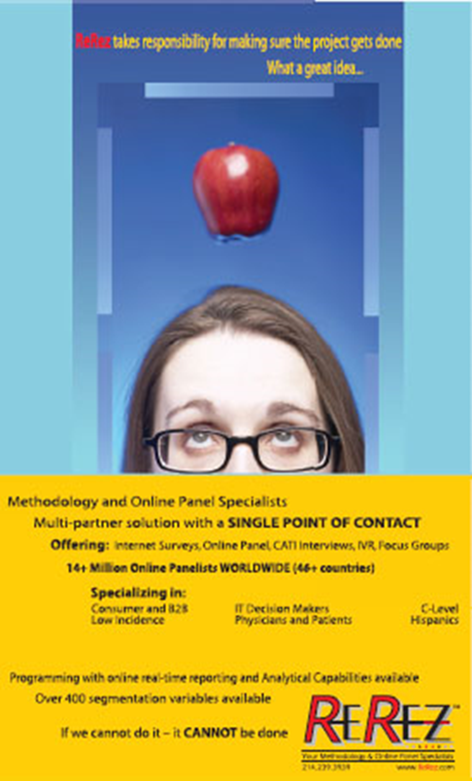 ReRez takes responsibility for making sure the project gets done
What a great idea...
Methodology and Online Panel Specialists
Multi-partner solution with a SINGLE POINT OF CONTACT
Offering: Internet Surveys, Online Panel, CATI Interviews, IVR, Focus Groups
14+ Million Online Panelists WORLDWIDE (46+ countries)
Specializing in:
Consumer and B2B IT Decision Makers C-Level
Low Incidence Physicians and Patients Hispanics
Programming with online real-time reporting and Analytical Capabilities available
Over 400 segmentation variables available
If we cannot do it – it CANNOT be done
REREZ™
Your Methodology & Online Panel Specialists
214.239.3939 www.ReRez.com